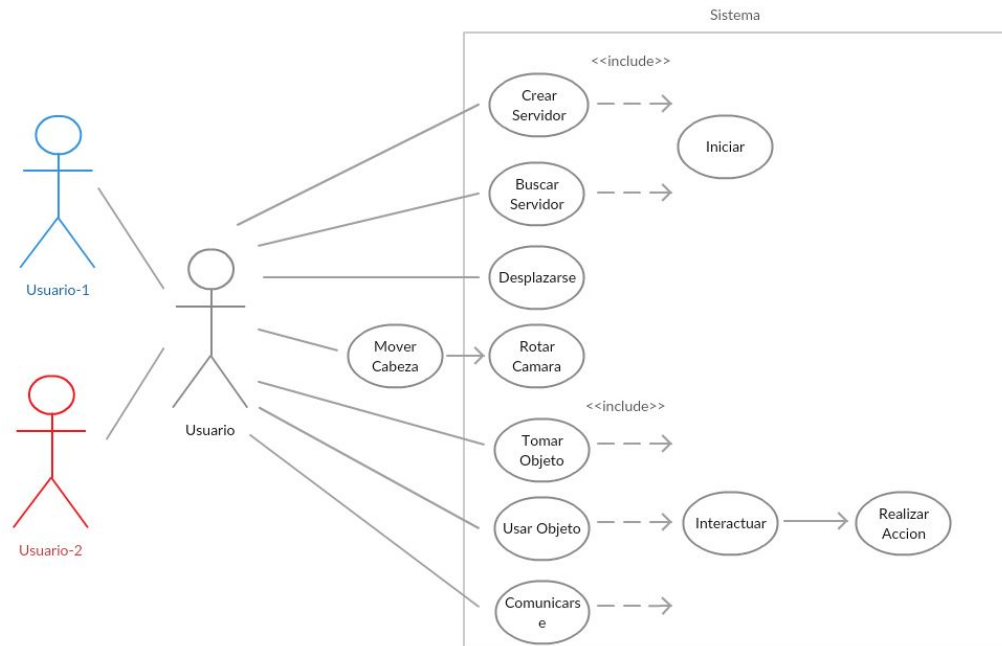 Sistema
<<include>>
Crear
Servidor
Iniciar
Buscar
Servidor
Desplazarse
Usuario-1
Mover
Cabeza
Rotar
Camara
<<include>>
Usuario
Tomar
Objeto
Usar Objeto
Interactuar
Realizar
Accion
Usuario-2
Comunicars
e